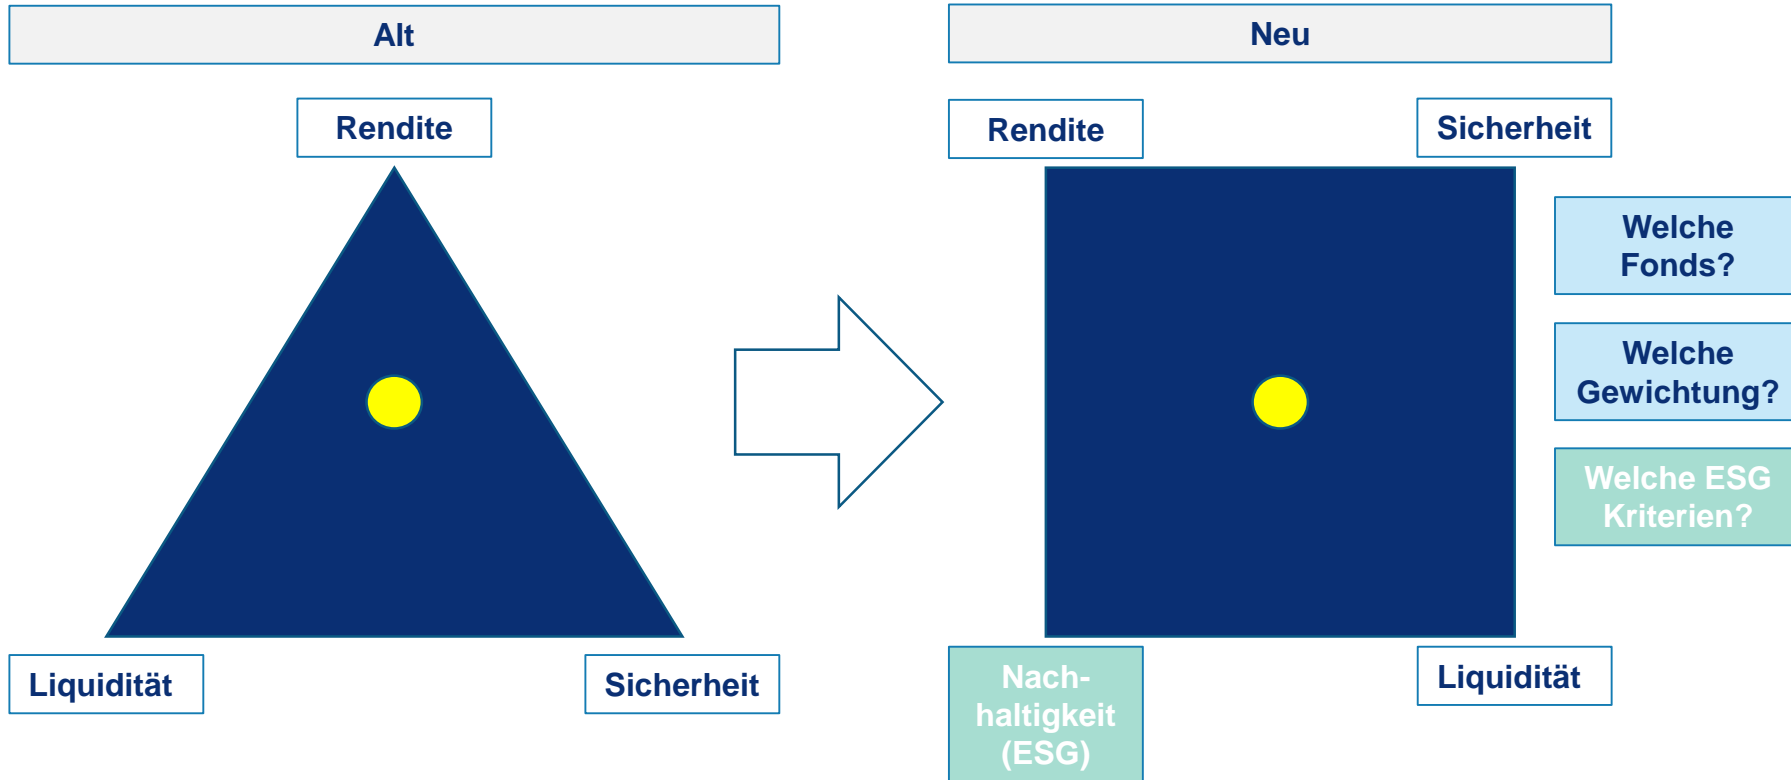 Alt
Rendite
Liquidität
Sicherheit
Neu
Rendite
Sicherheit
Welche
Fonds?
Welche
Gewichtung?
Welche ESG
Kriterien?
Nach-
haltigkeit
(ESG)
Liquidität